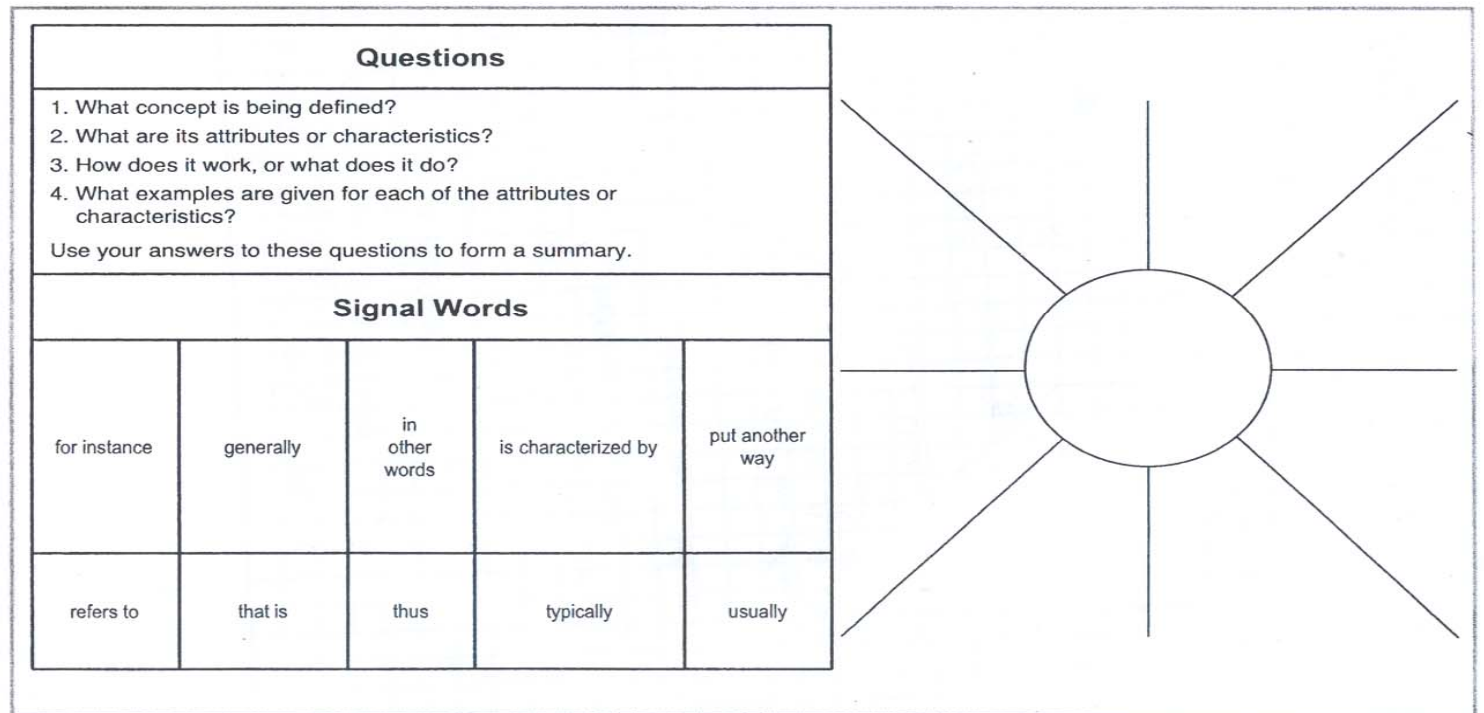 Questions
1. What concept is being defined?
2. What are its attributes or characteristics?
3. How does it work, or what does it do?
4. What examples are given for each of the attributes or
characteristics?
Use your answers to these questions to form a summary.
Signal Words
for instance
generally
in
other
words
is characterized by
put another
way
refers to
that is
thus
typically
usually